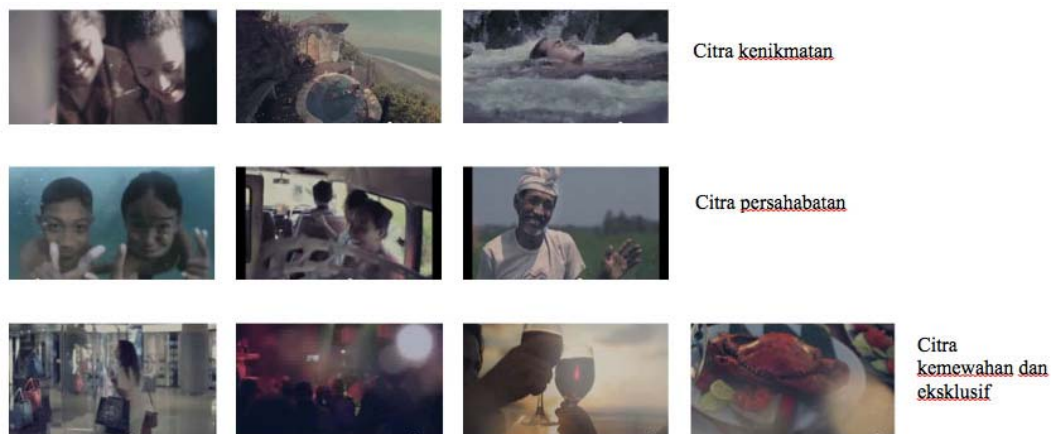 Citra kenikmatan
Citra persahabatan
Citra
kemewahan dan
eksklusif